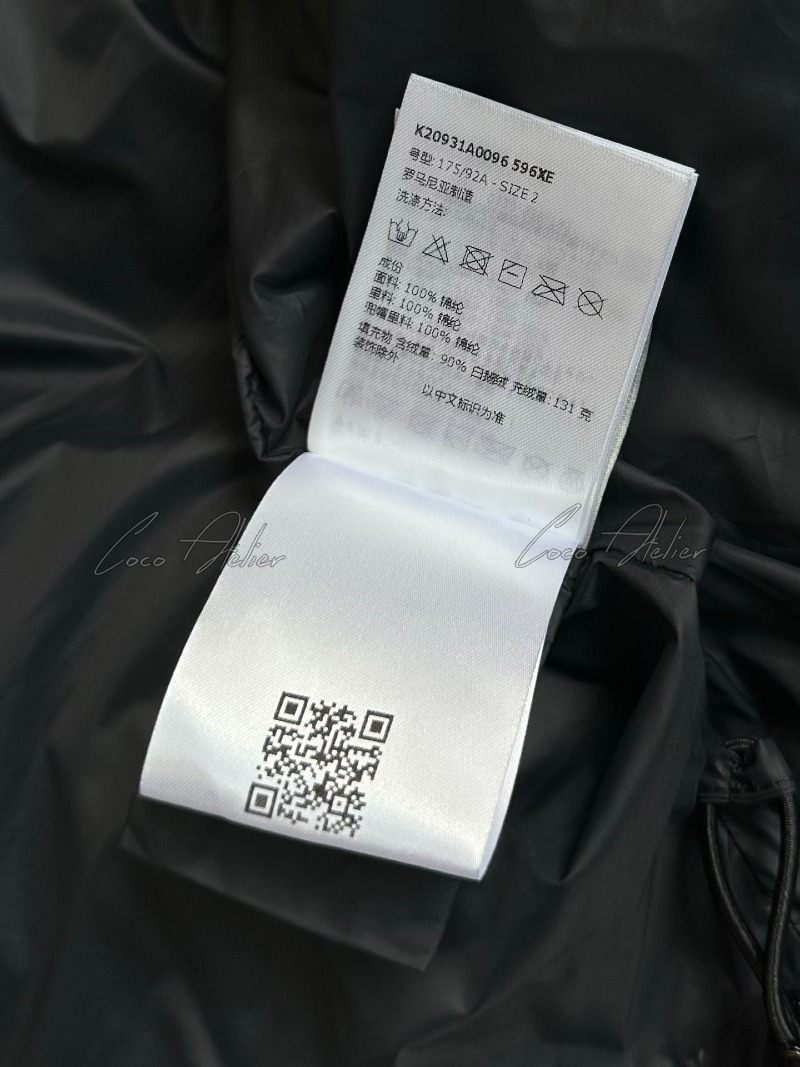 K20931A0096 596XE
号型: 175/92A - SIZE 2
罗马尼亚制造
洗涤方法:
成份
面料: 100% 锦纶
里料: 100% 锦纶
兜帽里料: 100% 锦纶
填充物 含绒量: 90% 白鹅绒 充绒量: 131 克
装饰除外
以中文标识为准
Coco Atelier
Coco Atelier